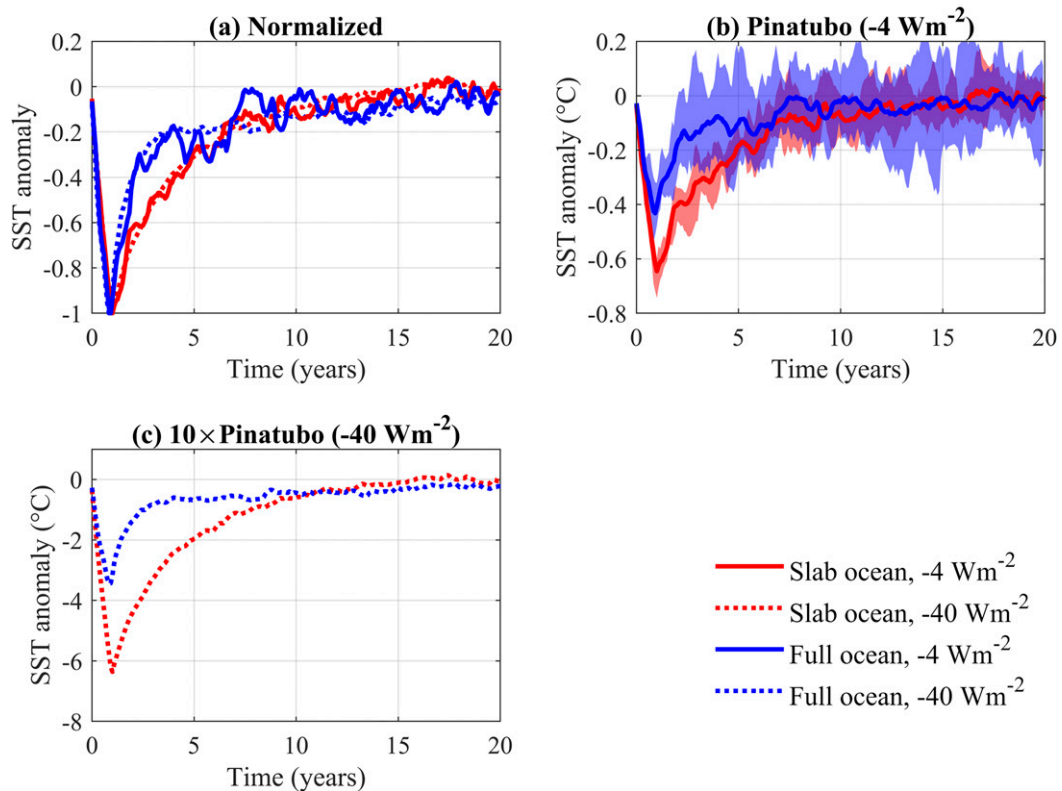 (a) Normalized
0.2
0
-0.2
-0.4
-0.6
-0.8
-1
SST anomaly
0 5 10 15 20
Time (years)
(b) Pinatubo (-4 Wm-2)
0.2
0
-0.2
-0.4
-0.6
-0.8
SST anomaly (°C)
0 5 10 15 20
Time (years)
(c) 10×Pinatubo (-40 Wm-2)
0
-2
-4
-6
-8
SST anomaly (°C)
0 5 10 15 20
Time (years)
Slab ocean, -4 Wm-2
Slab ocean, -40 Wm-2
Full ocean, -4 Wm-2
Full ocean, -40 Wm-2